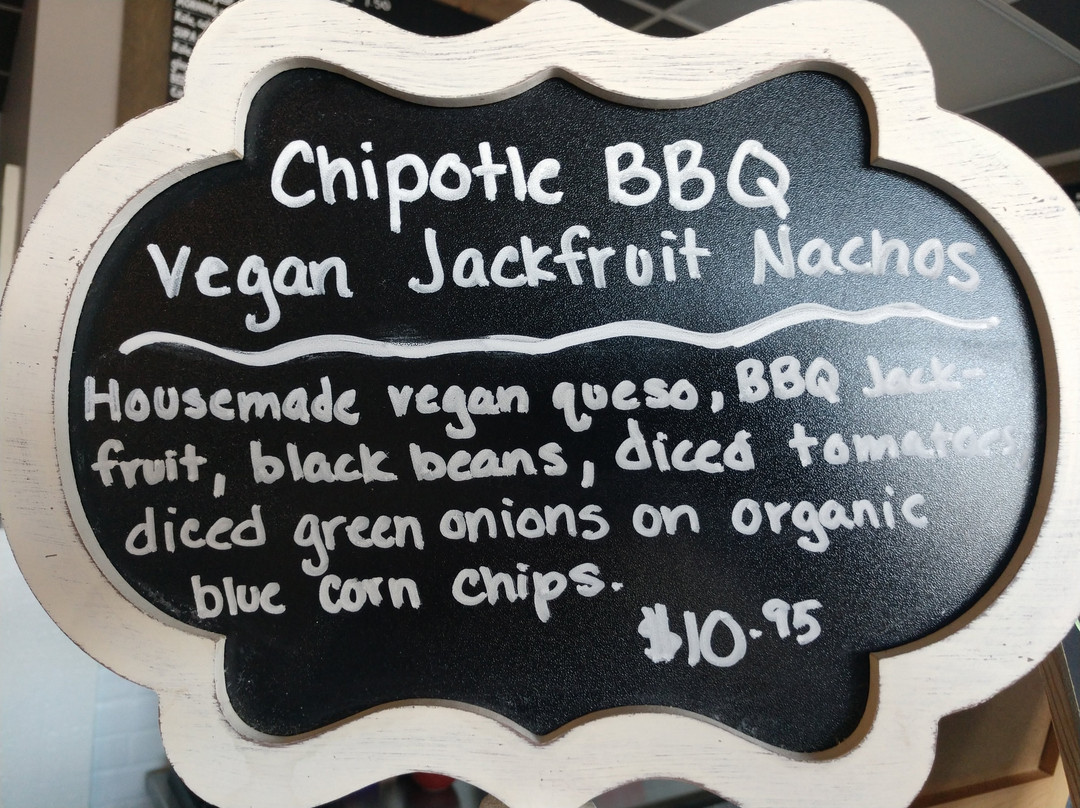 Chipotle BBQ
Vegan Jackfruit Nachos
Housemade vegan queso, BBQ Jack-
fruit, black beans, diced tomatoes,
diced green onions on organic
blue corn chips.
$10.95